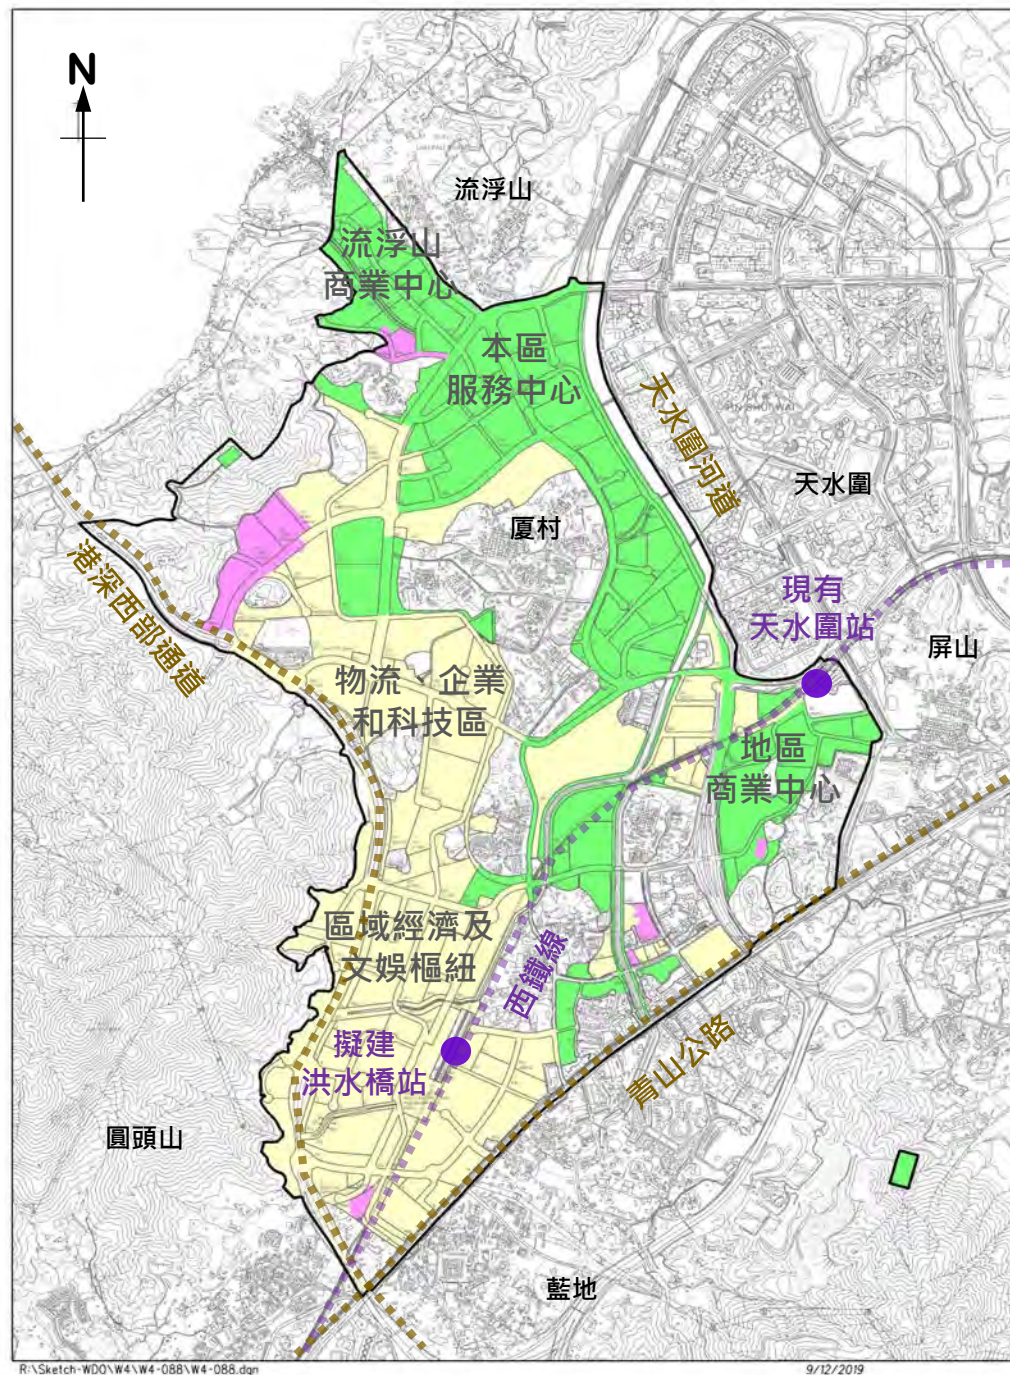 N
流浮山
流浮山
商業中心
本區
服務中心
天水圍河道
天水圍
廈村
現有
天水圍站
屏山
港深西部通道
物流、企業
和科技區
地區
商業中心
區域經濟及
文娛樞紐
西鐵線
擬建
洪水橋站
青山公路
圓頭山
藍地
R:\Sketch-WDO\W4\W4-088\W4-088.dgn
9/12/2019